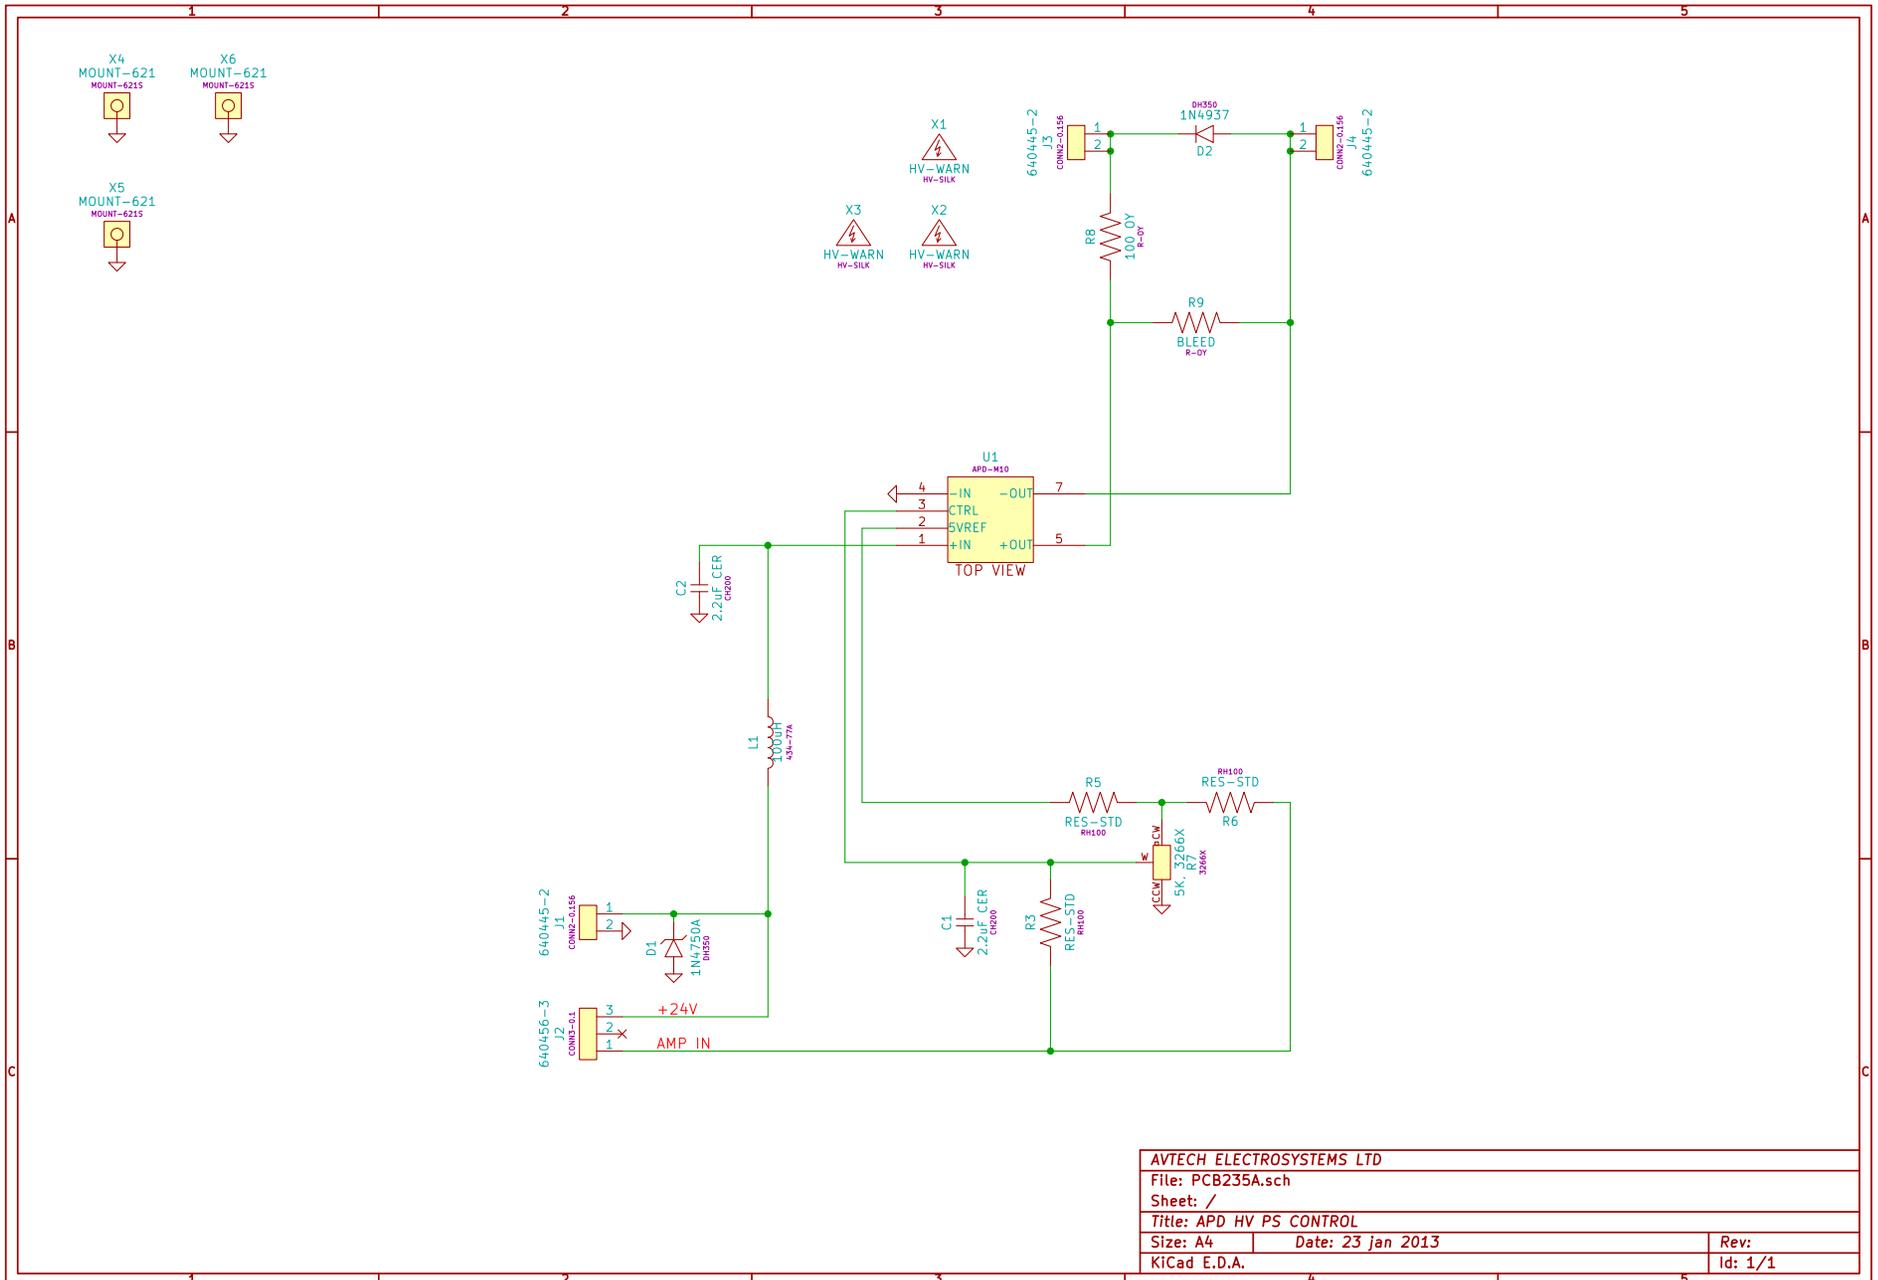 1 2 3 4 5
X4
MOUNT-621
MOUNT-621S
X6
MOUNT-621
MOUNT-621S
X5
MOUNT-621
MOUNT-621S
A
A
X1
HV-WARN
HV-SILK
X3
HV-WARN
HV-SILK
X2
HV-WARN
HV-SILK
640445-2
J3
CONN2-0.156
1
2
DH350
1N4937
D2
1
2
CONN2-0.156
J4
640445-2
R8
100 OY
R-OY
R9
BLEED
R-OY
U1
APD-M10
4 -IN -OUT 7
3 CTRL
2 5VREF
1 +IN +OUT 5
TOP VIEW
C2
2.2uF CER
CH200
B
B
L1
100uH
434-77A
R5
RES-STD
RH100
RH100
RES-STD
R6
CW
W
CCW
5K, 3266X
R7
3266X
640445-2
J1
CONN2-0.156
1
2
D1
1N4750A
DH350
C1
2.2uF CER
CH200
R3
RES-STD
RH100
640456-3
J2
CONN3-0.1
3
2
1
+24V
AMP IN
C
C
AVTECH ELECTROSYSTEMS LTD
File: PCB235A.sch
Sheet: /
Title: APD HV PS CONTROL
Size: A4 Date: 23 jan 2013 Rev:
KiCad E.D.A. Id: 1/1
1 2 3 4 5